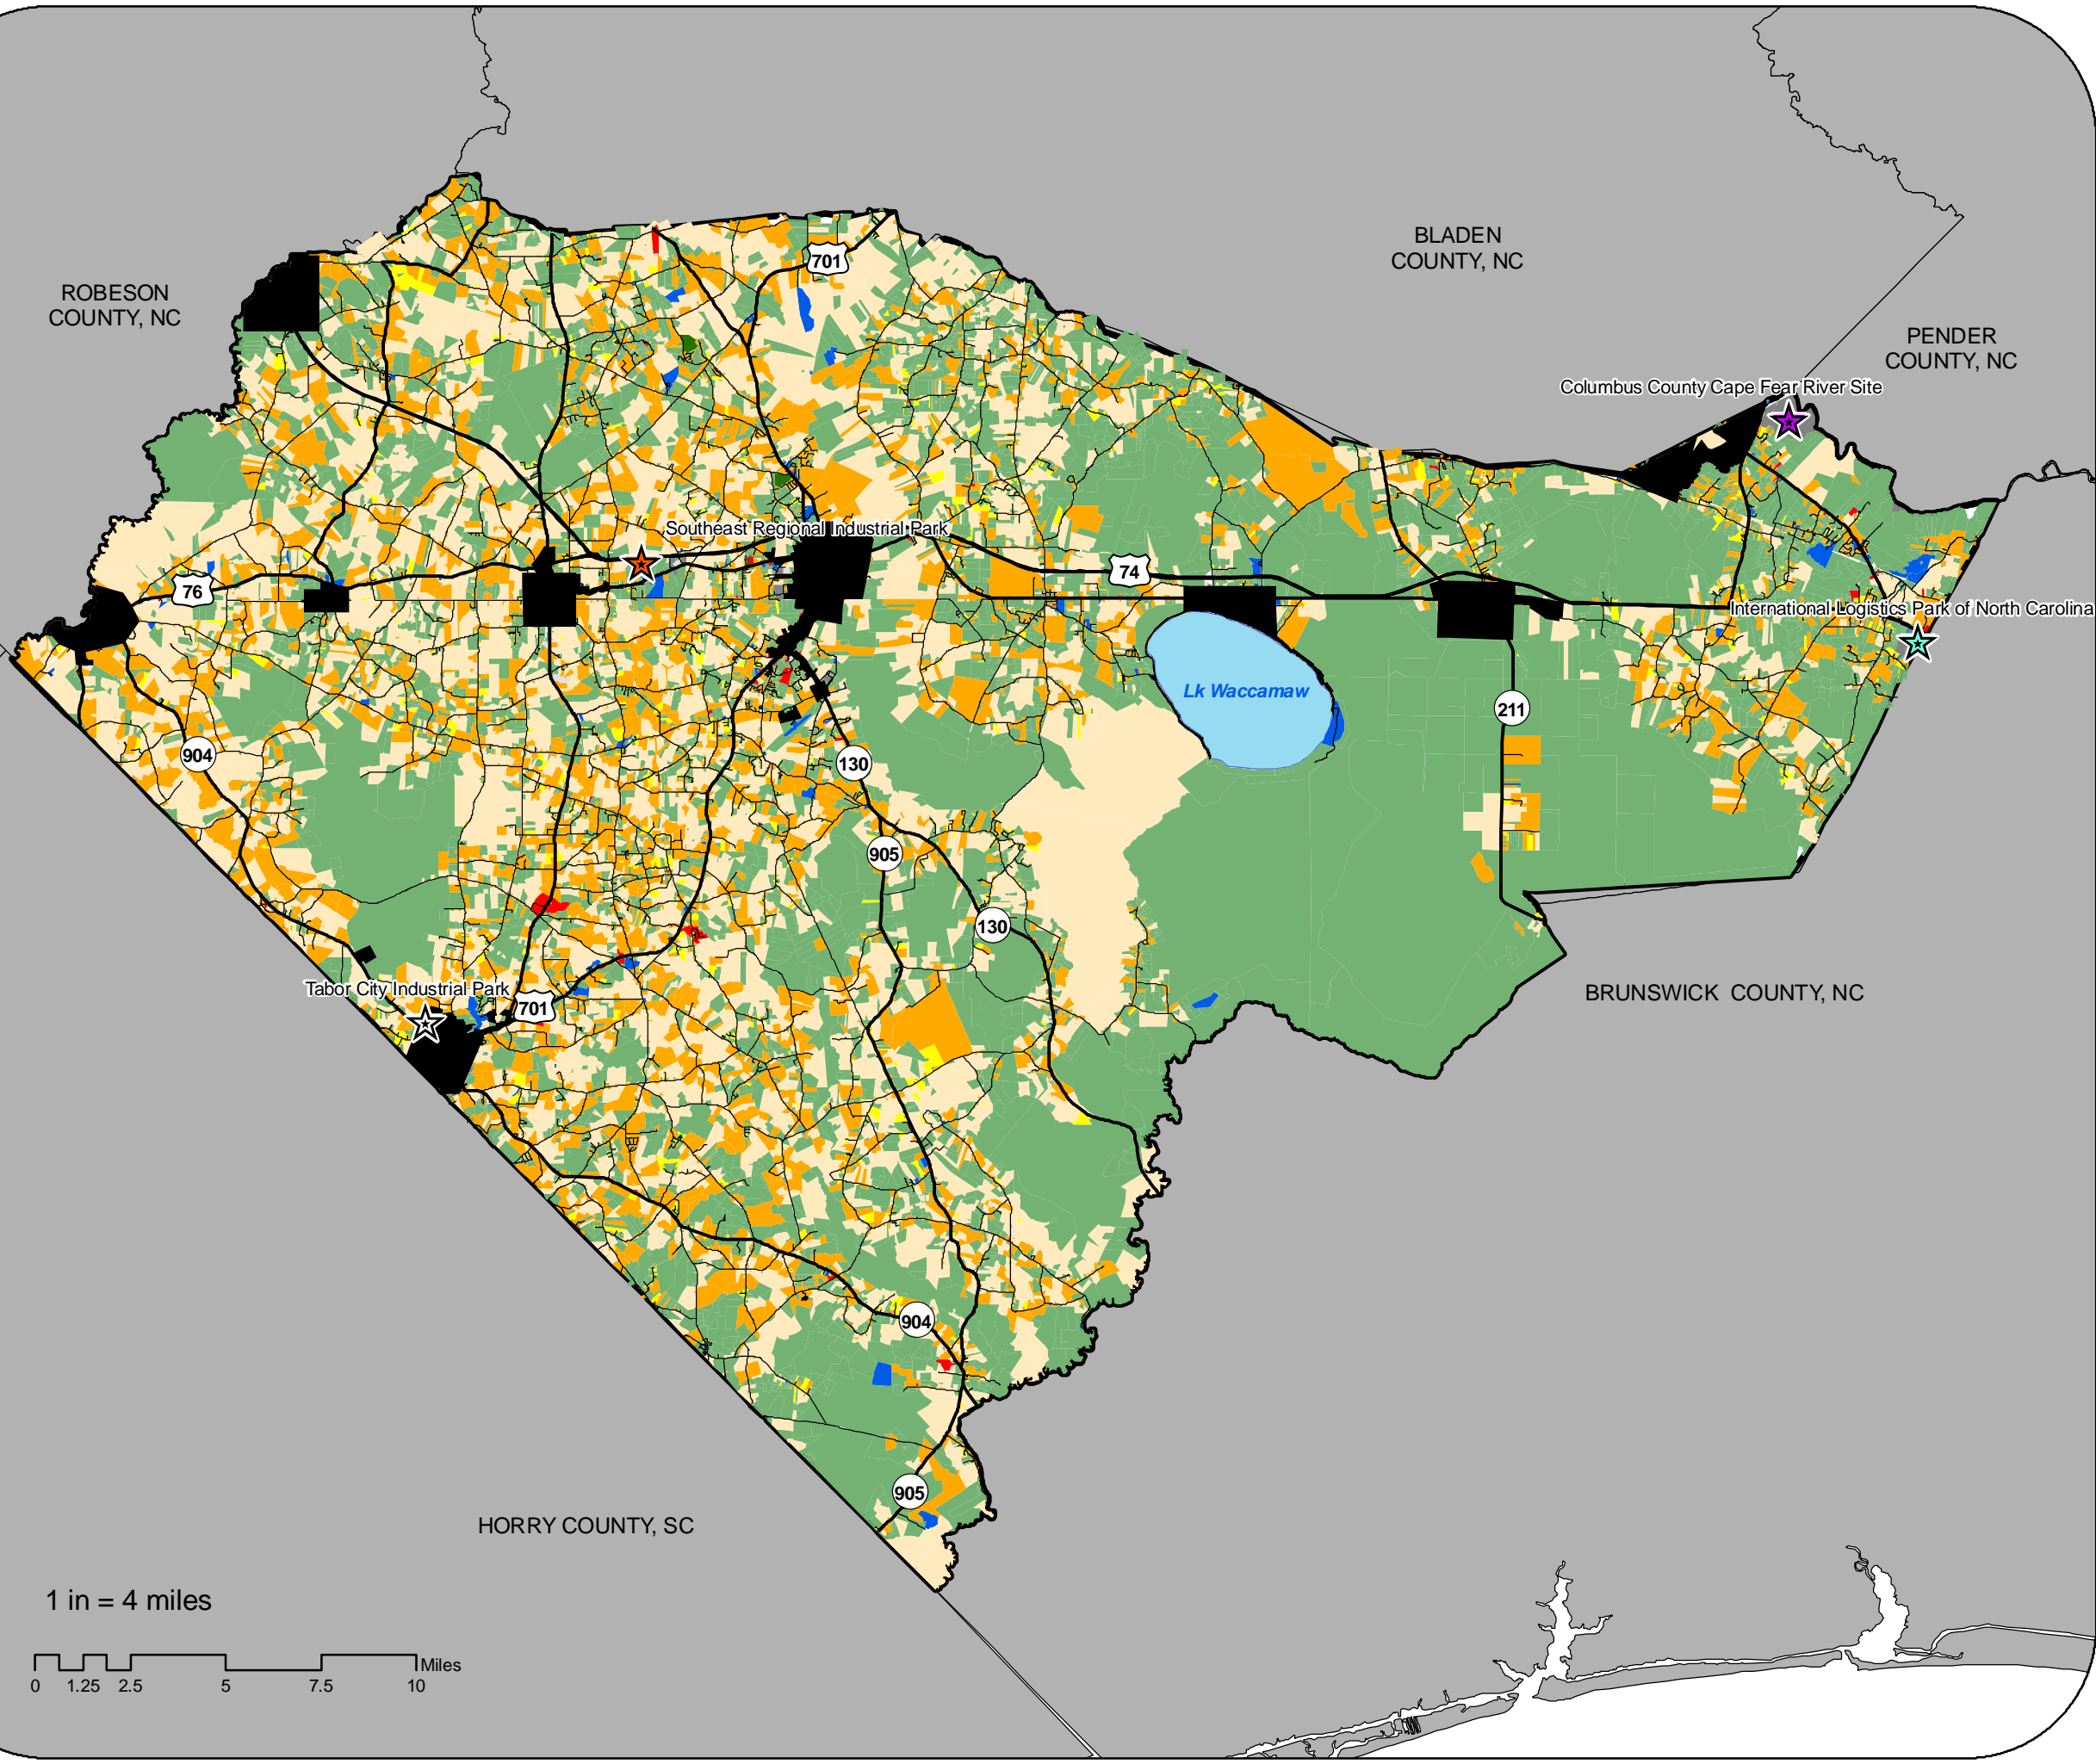 701
BLADEN
COUNTY, NC
ROBESON
COUNTY, NC
PENDER
COUNTY, NC
Columbus County Cape Fear River Site
Southeast Regional Industrial Park
74
76
International Logistics Park of North Carolina
Lk Waccamaw
211
904
130
905
130
Tabor City Industrial Park
701
BRUNSWICK COUNTY, NC
904
905
HORRY COUNTY, SC
1 in = 4 miles
Miles
0 1.25 2.5 5 7.5 10